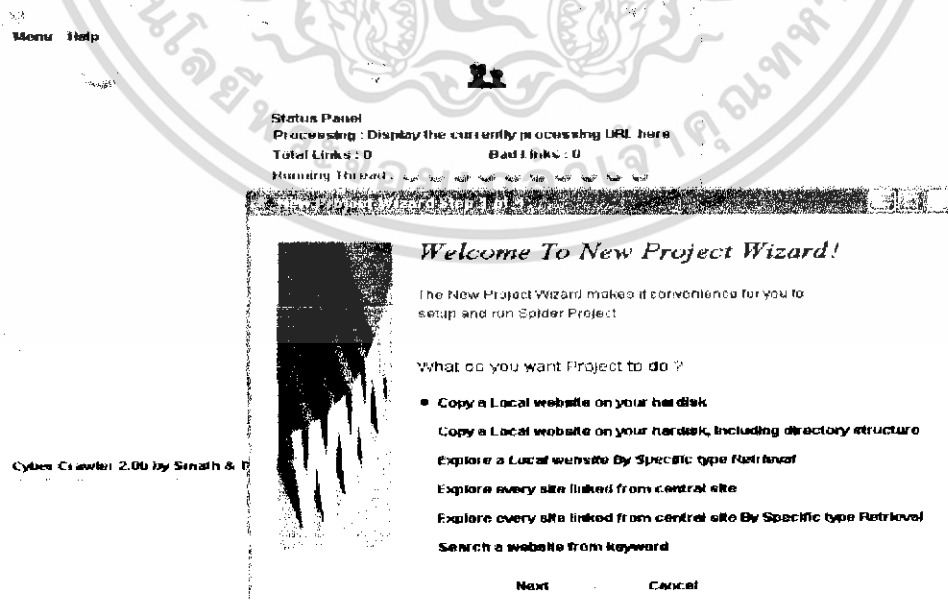 Menu Help
Status Panel
Processing : Display the currently processing URL here
Total Links : 0 Bad Links : 0
Running Thread :
Welcome To New Project Wizard!
The New Project Wizard makes it convenience for you to
setup and run Spider Project
What do you want Project to do ?
Copy a Local website on your hardisk
Copy a Local website on your hardisk, Including directory structure
Explore a Local website By Specific type Retrieval
Explore every site linked from central site
Explore every site linked from central site By Specific type Retrieval
Search a website from keyword
Cyber Crawler 2.0b by Sinath &
Next Cancel